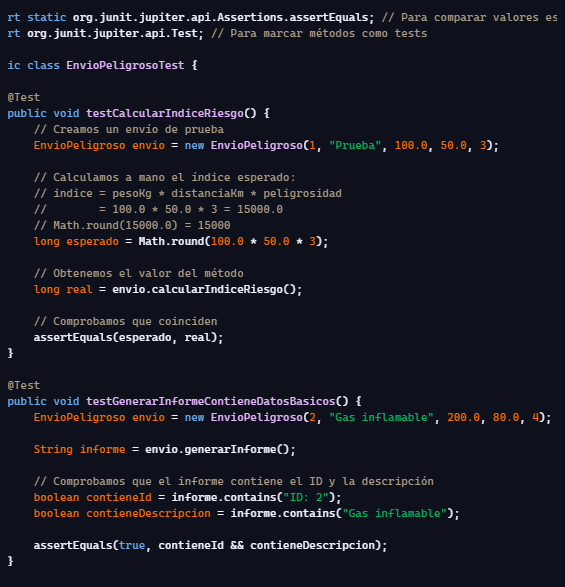 rt static org.junit.jupiter.api.Assertions.assertEquals; // Para comparar valores es
rt org.junit.jupiter.api.Test; // Para marcar métodos como tests
ic class EnvioPeligrosoTest {
@Test
public void testCalcularIndiceRiesgo() {
// Creamos un envío de prueba
EnvioPeligroso envio = new EnvioPeligroso(1, "Prueba", 100.0, 50.0, 3);
// Calculamos a mano el índice esperado:
// indice = pesoKg * distanciaKm * peligrosidad
//        = 100.0 * 50.0 * 3 = 15000.0
// Math.round(15000.0) = 15000
long esperado = Math.round(100.0 * 50.0 * 3);
// Obtenemos el valor del método
long real = envio.calcularIndiceRiesgo();
// Comprobamos que coinciden
assertEquals(esperado, real);
}
@Test
public void testGenerarInformeContieneDatosBasicos() {
EnvioPeligroso envio = new EnvioPeligroso(2, "Gas inflamable", 200.0, 80.0, 4);
String informe = envio.generarInforme();
// Comprobamos que el informe contiene el ID y la descripción
boolean contieneId = informe.contains("ID: 2");
boolean contieneDescripcion = informe.contains("Gas inflamable");
assertEquals(true, contieneId && contieneDescripcion);
}